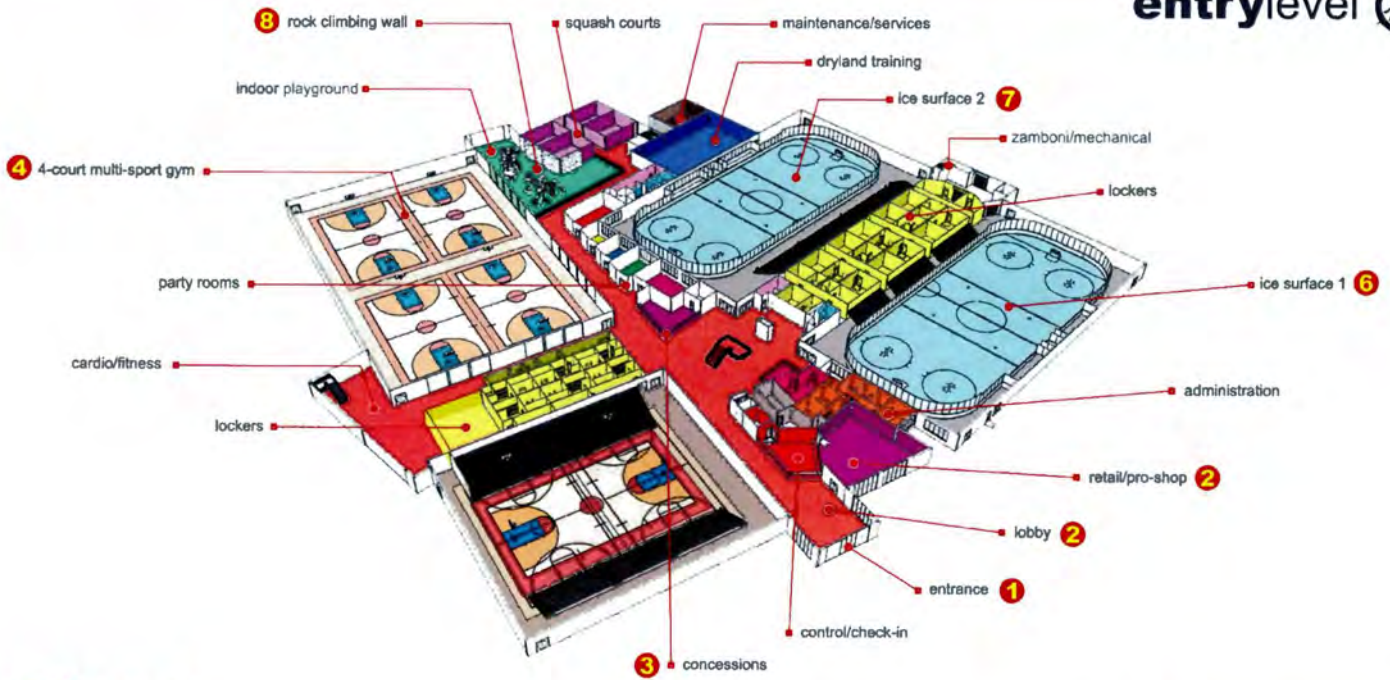 entrylevel
8 rock climbing wall
squash courts
maintenance/services
dryland training
indoor playground
ice surface 2 7
zamboni/mechanical
4 4-court multi-sport gym
lockers
party rooms
ice surface 1 6
cardio/fitness
administration
lockers
retail/pro-shop 2
lobby 2
entrance 1
control/check-in
3 concessions